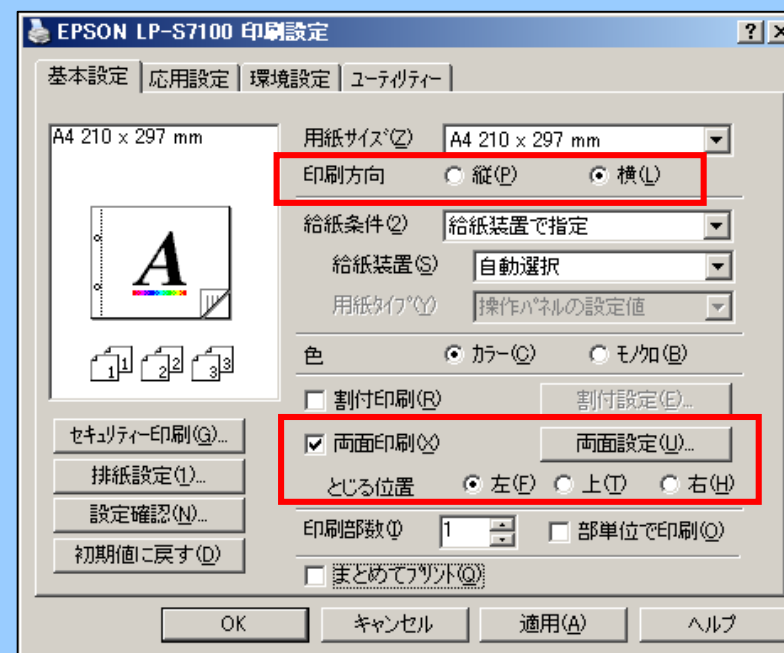 EPSON LP-S7100 印刷設定
基本設定 応用設定 環境設定 ユーティリティー
A4 210 x 297 mm
A
1 1 2 2 3 3
セキュリティー印刷(G)...
排紙設定(1)...
設定確認(N)...
初期値に戻す(D)
用紙サイズ(Z) A4 210 x 297 mm
印刷方向 縦(P) 横(L)
給紙条件(2) 給紙装置で指定
給紙装置(S) 自動選択
用紙タイプ(Y) 操作パネルの設定値
色 カラー(C) モノクロ(B)
割付印刷(R) 割付設定(E)...
両面印刷(X) 両面設定(U)...
とじる位置 左(F) 上(T) 右(H)
印刷部数(I) 1 部単位で印刷(O)
まとめてプリント(Q)
OK キャンセル 適用(A) ヘルプ